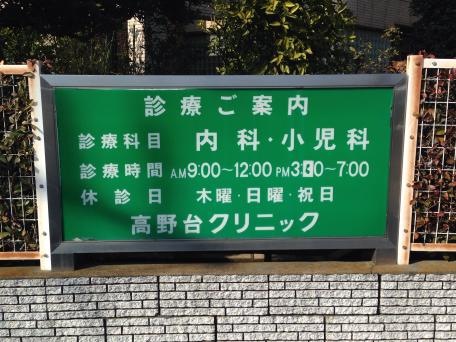 診療ご案内
診療科目 内科・小児科
診療時間 A.M9:00〜12:00 PM3:30〜7:00
休診日 木曜・日曜・祝日
高野台クリニック